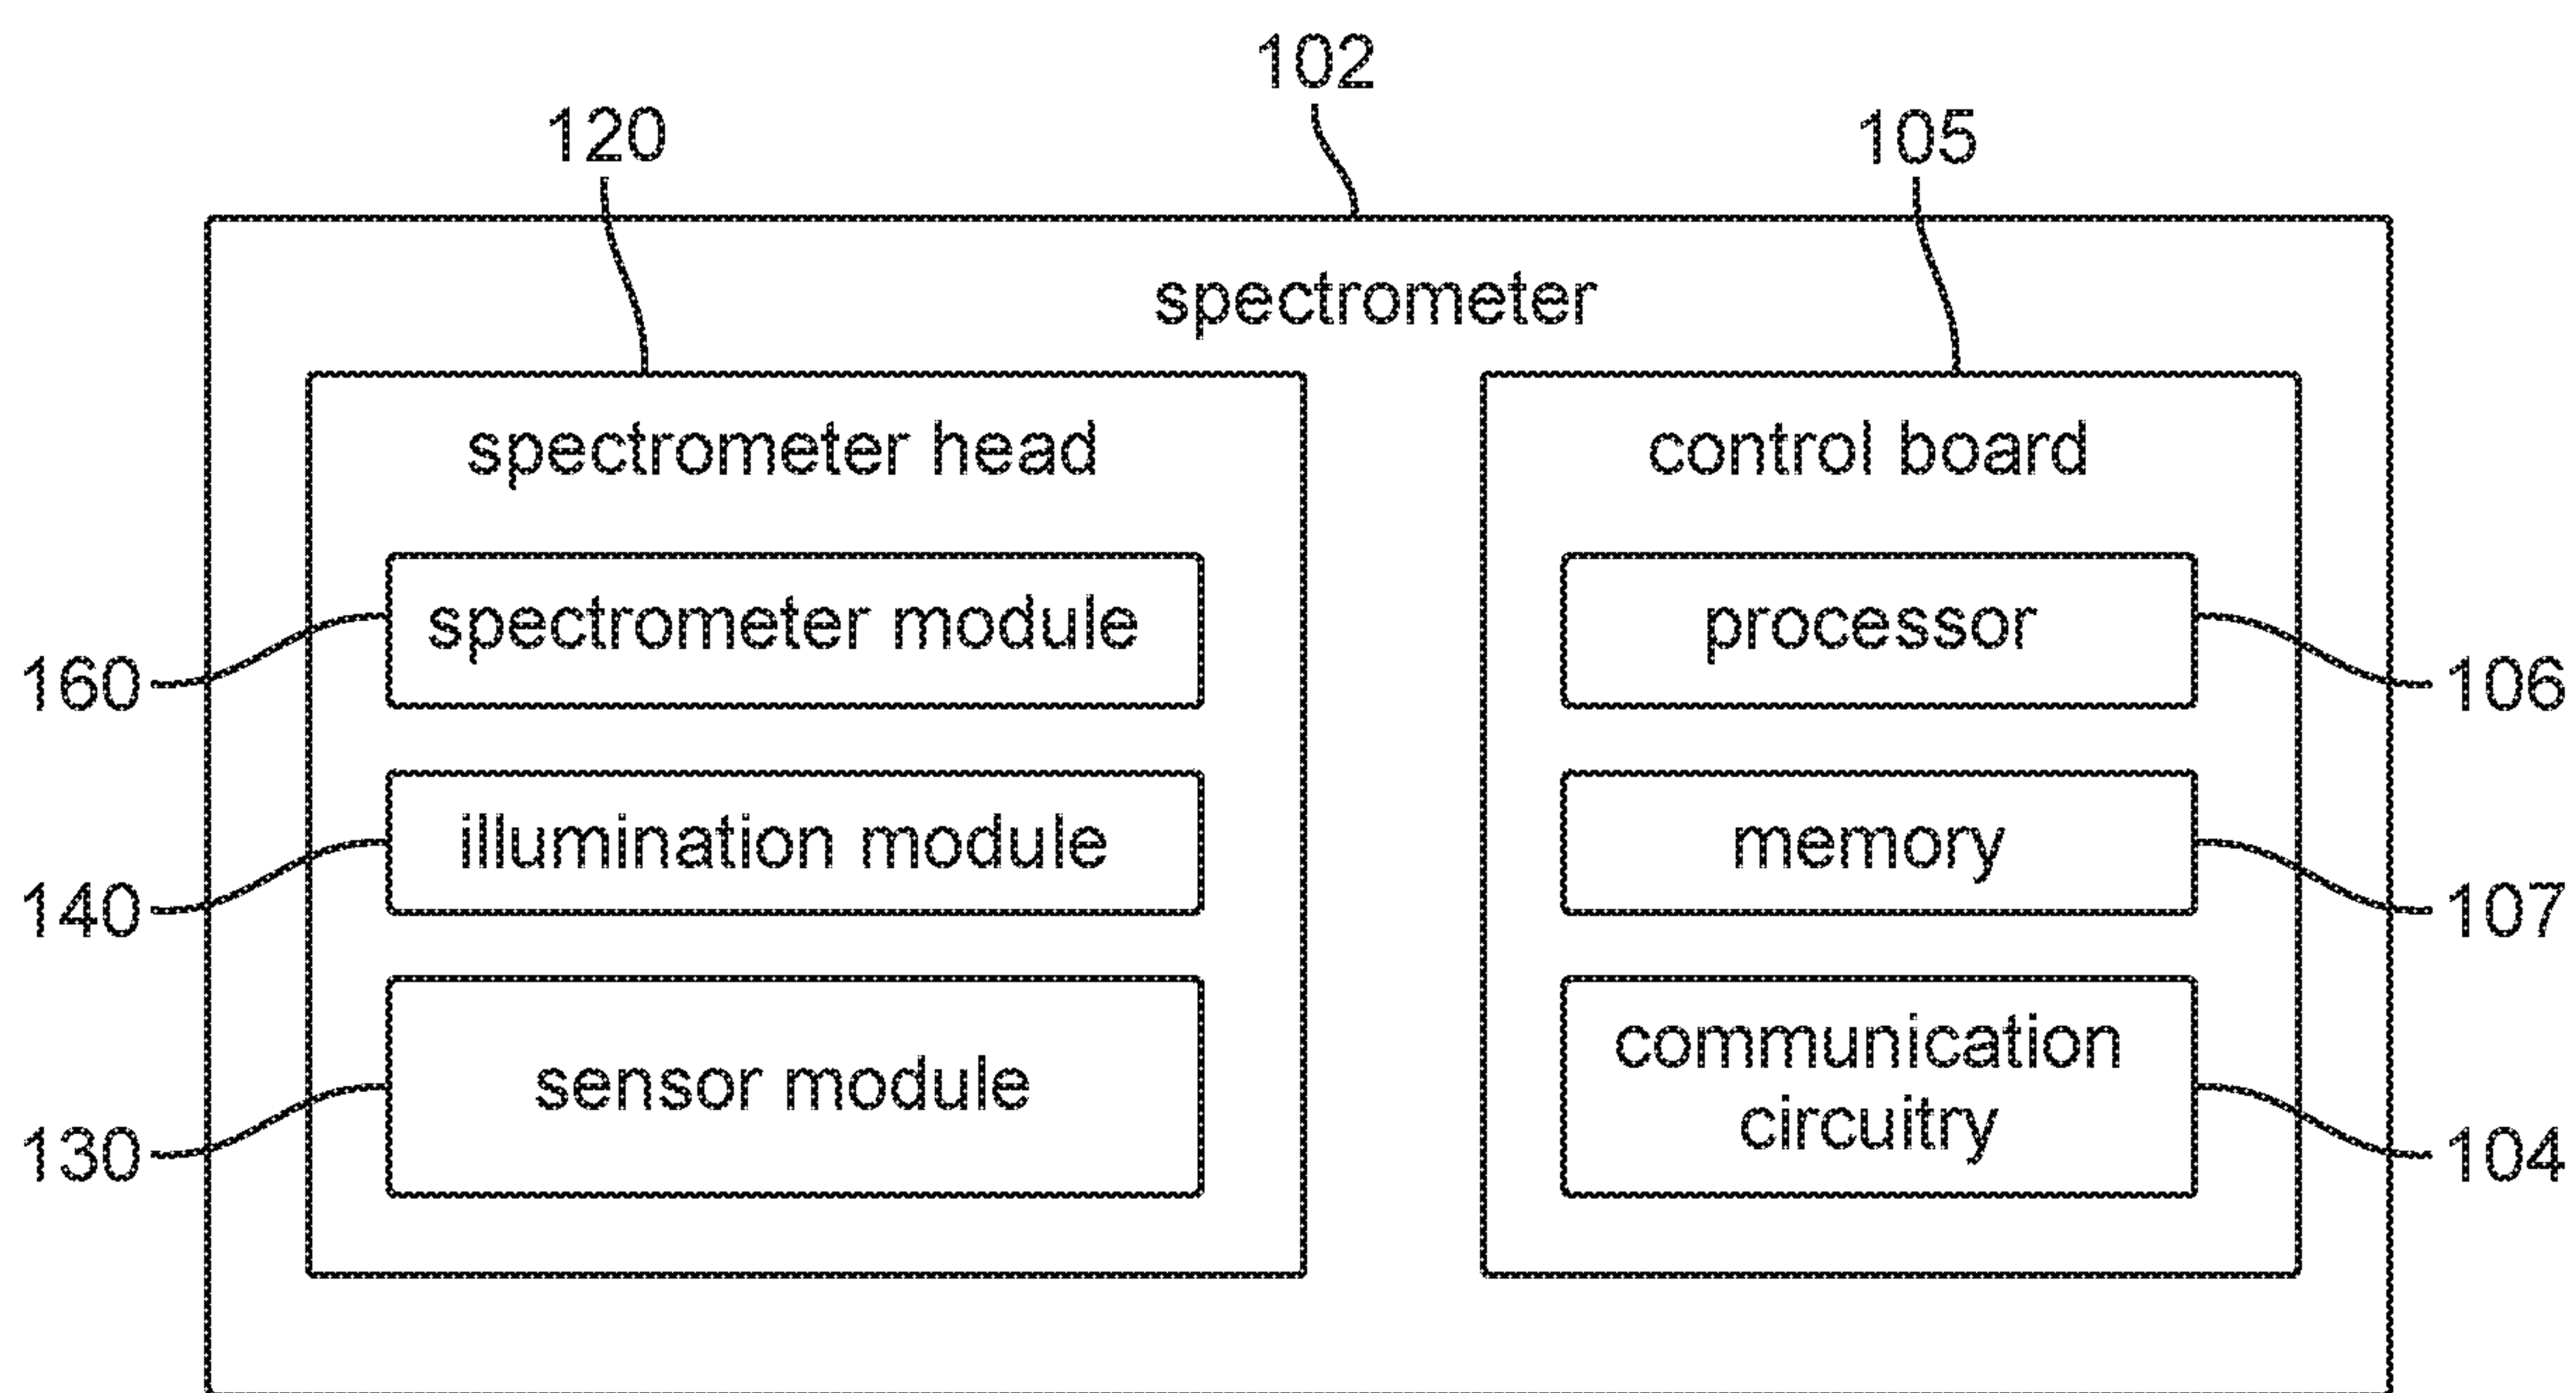 102
120
105
spectrometer
spectrometer head
control board
spectrometer module
processor
160
106
illumination module
memory
140
107
sensor module
communication
circuitry
130
104